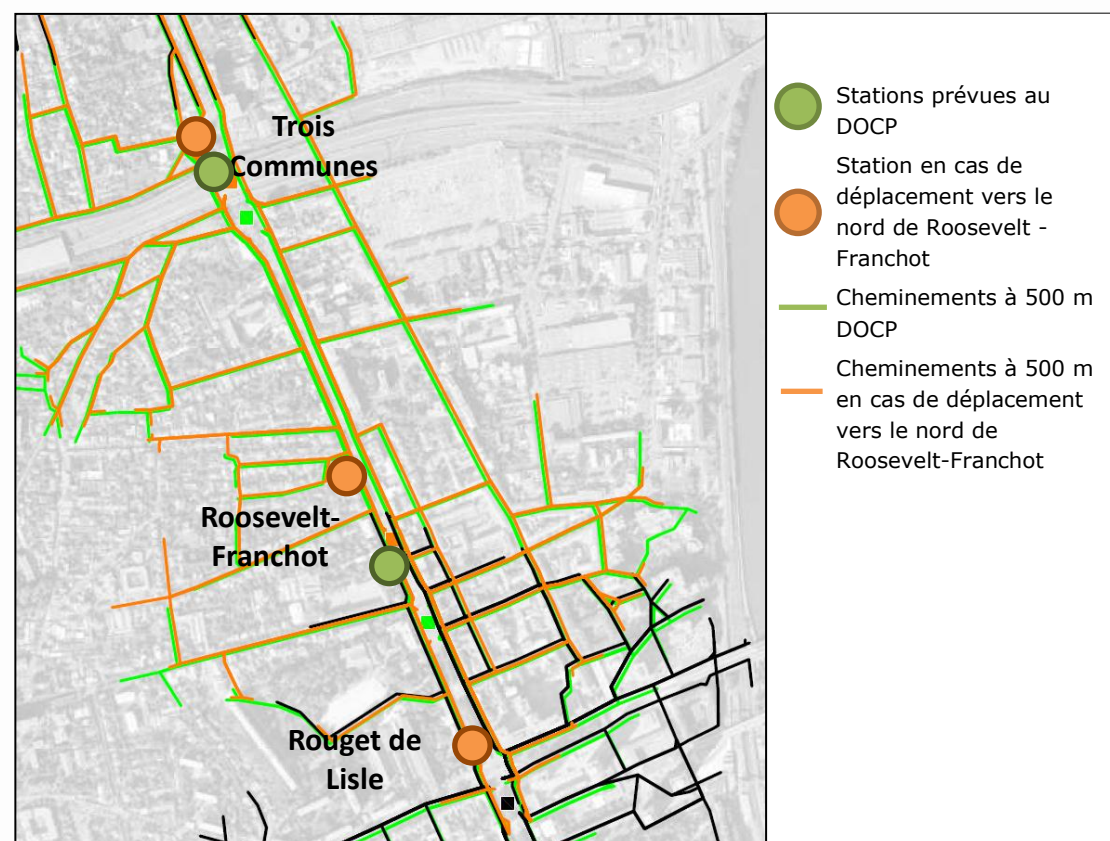 Trois
Communes
Roosevelt-
Franchot
Rouget de
Lisle
Stations prévues au
DOCP
Station en cas de
déplacement vers le
nord de Roosevelt -
Franchot
Cheminements à 500 m
DOCP
Cheminements à 500 m
en cas de déplacement
vers le nord de
Roosevelt-Franchot